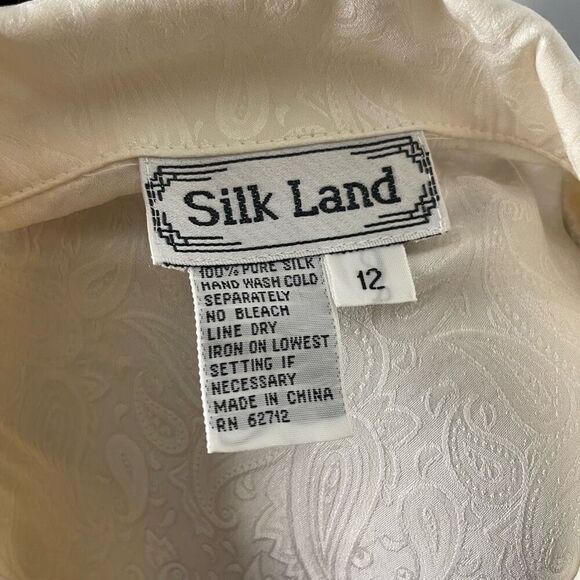 Silk Land
12
100% PURE SILK
HAND WASH COLD
SEPARATELY
NO BLEACH
LINE DRY
IRON ON LOWEST
SETTING IF
NECESSARY
MADE IN CHINA
RN 62712